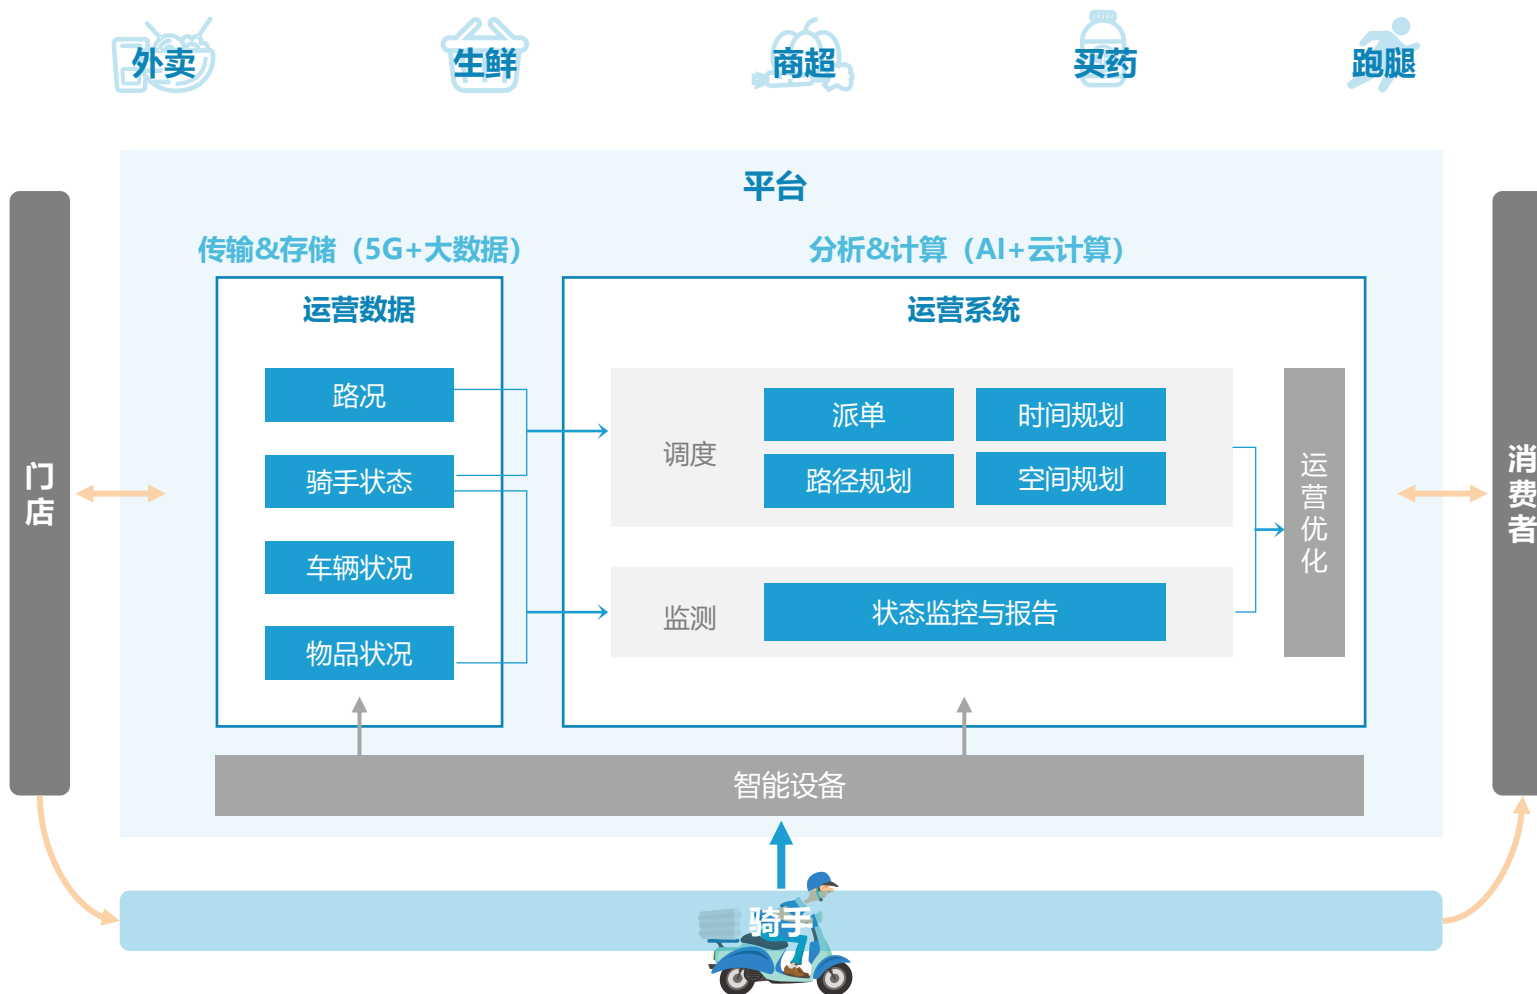 外卖
生鲜
商超
买药
跑腿
平台
传输&存储（5G+大数据）
分析&计算（AI+云计算）
运营数据
运营系统
路况
骑手状态
车辆状况
物品状况
调度
派单
时间规划
路径规划
空间规划
监测
状态监控与报告
运营优化
门店
消费者
智能设备
骑手